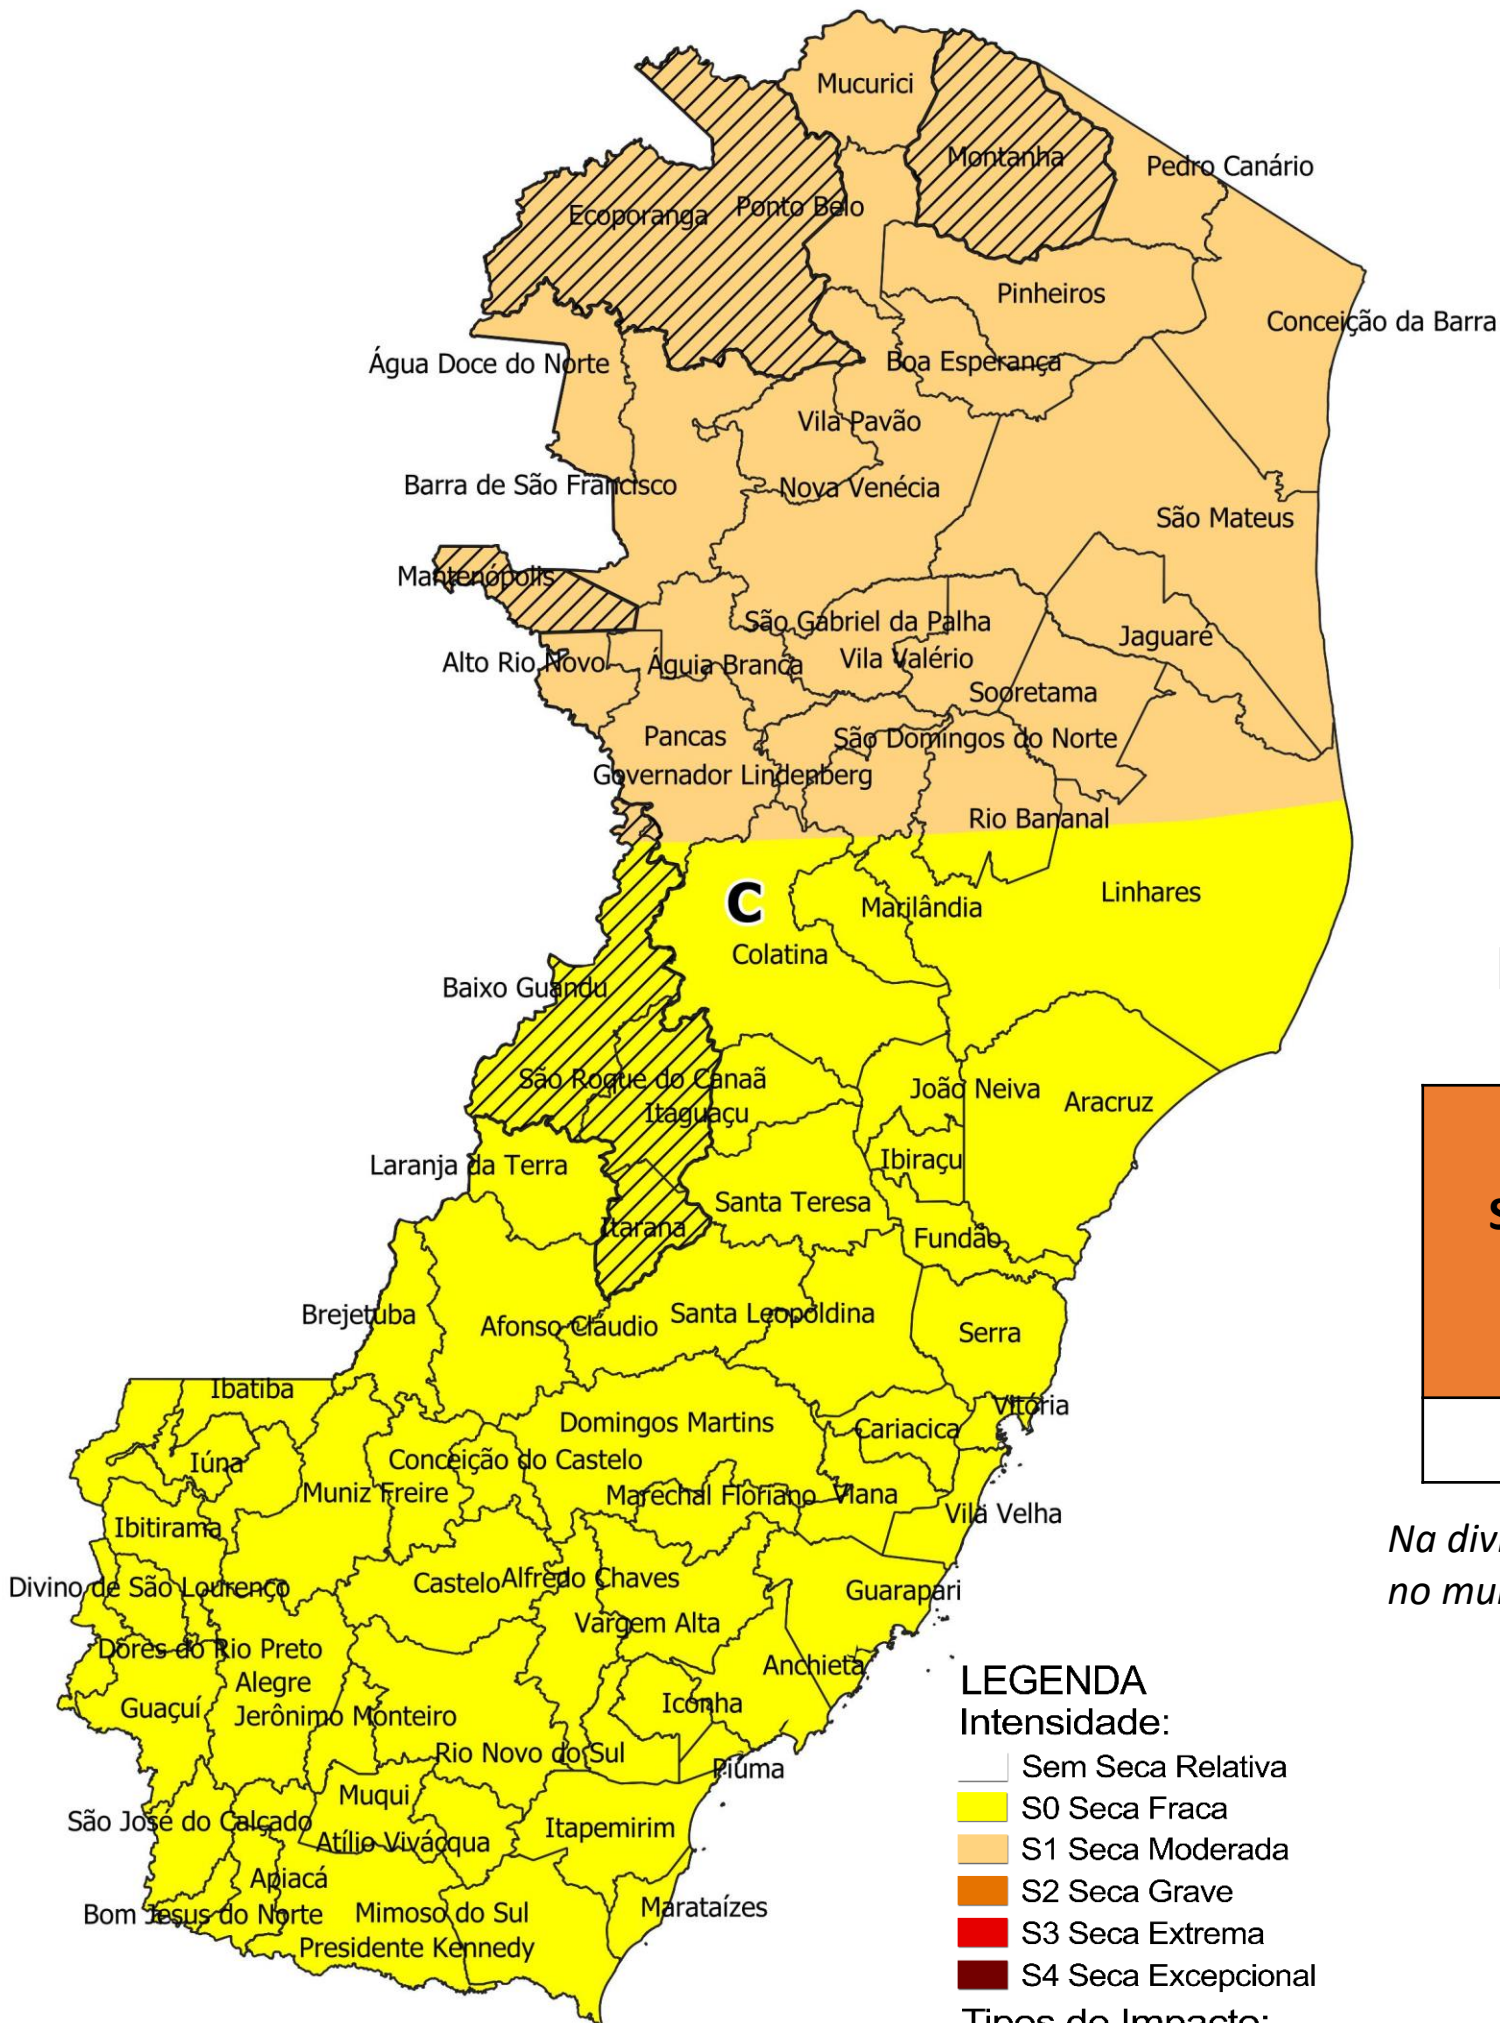 Mucurici
Montanha
Pedro Canário
Ecoporanga
Ponto Belo
Pinheiros
Conceição da Barra
Água Doce do Norte
Boa Esperança
Vila Pavão
Barra de São Francisco
Nova Venécia
São Mateus
Mantenópolis
São Gabriel da Palha
Jaguaré
Alto Rio Novo
Águia Branca
Vila Valério
Sooretama
Pancas
São Domingos do Norte
Governador Lindenberg
Rio Bananal
C
Marilândia
Linhares
Colatina
Baixo Guandu
São Roque do Canaã
João Neiva
Aracruz
Itaguaçu
Laranja da Terra
Ibiraçu
Santa Teresa
S
Itarana
Fundão
Brejetuba
Afonso Cláudio
Santa Leopoldina
Serra
Ibatiba
Vitória
Domingos Martins
Cariacica
Iúna
Conceição do Castelo
Muniz Freire
Marechal Floriano
Viana
Ibitirama
Vila Velha
Na divi
Divino de São Lourenço
Castelo
Alfredo Chaves
Guarapari
no mu
Vargem Alta
Dores do Rio Preto
Anchieta
Alegre
Guaçuí
Iconha
Jerônimo Monteiro
Rio Novo do Sul
Piúma
Muqui
São José do Calçado
Atílio Vivácqua
Itapemirim
Apiacá
Bom Jesus do Norte
Mimoso do Sul
Marataízes
Presidente Kennedy
LEGENDA
Intensidade:
Sem Seca Relativa
S0 Seca Fraca
S1 Seca Moderada
S2 Seca Grave
S3 Seca Extrema
S4 Seca Excepcional
Tipos de Impacto: